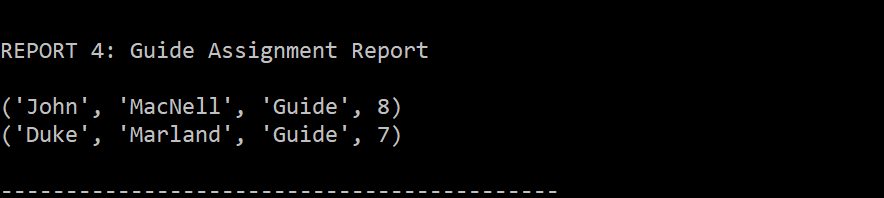 REPORT 4: Guide Assignment Report
('John', 'MacNell', 'Guide', 8)
('Duke', 'Marland', 'Guide', 7)
-------------------------------------------